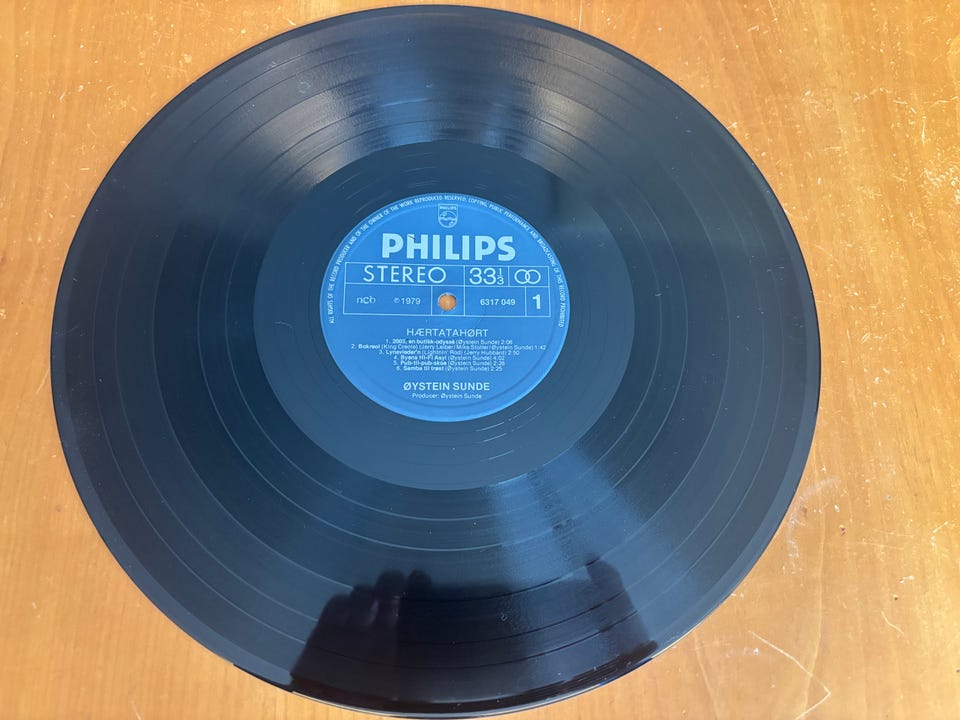 ALL RIGHTS OF THE RECORD PRODUCER AND OF THE OWNER OF THE WORK REPRODUCED RESERVED. COPYING, PUBLIC PERFORMANCE AND BROADCASTING OF THIS RECORD PROHIBITED
PHILIPS
PHILIPS
STEREO 33 1/3
ncb ℗ 1979 6317 049 1
HÆRTATAHØRT
1. 2003, en butikk-odyssé (Øystein Sunde) 2:06
2. Bokreol (King Creole) (Jerry Leiber/Mike Stoller/Øystein Sunde) 1:42
3. Lynavleder'n (Lightnin' Rod) (Jerry Hubbard) 2:50
4. Byens Hi-Fi Asyl (Øystein Sunde) 4:02
5. Pub-til-pub-skoa (Øystein Sunde) 2:26
6. Samba til trøst (Øystein Sunde) 2:25
ØYSTEIN SUNDE
Producer: Øystein Sunde